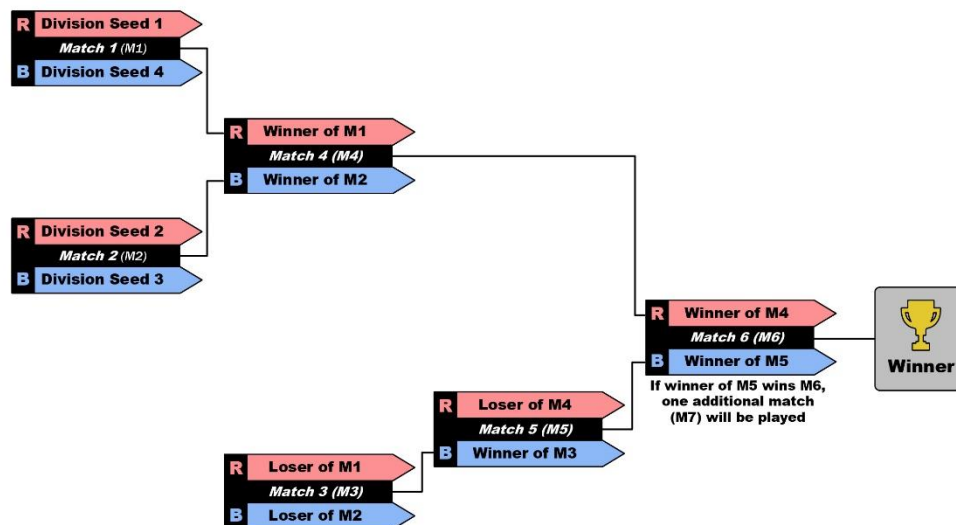 R Division Seed 1
Match 1 (M1)
B Division Seed 4
R Winner of M1
Match 4 (M4)
B Winner of M2
R Division Seed 2
Match 2 (M2)
B Division Seed 3
R Winner of M4
Match 6 (M6)
B Winner of M5
If winner of M5 wins M6,
one additional match
(M7) will be played
Winner
R Loser of M4
Match 5 (M5)
B Winner of M3
R Loser of M1
Match 3 (M3)
B Loser of M2